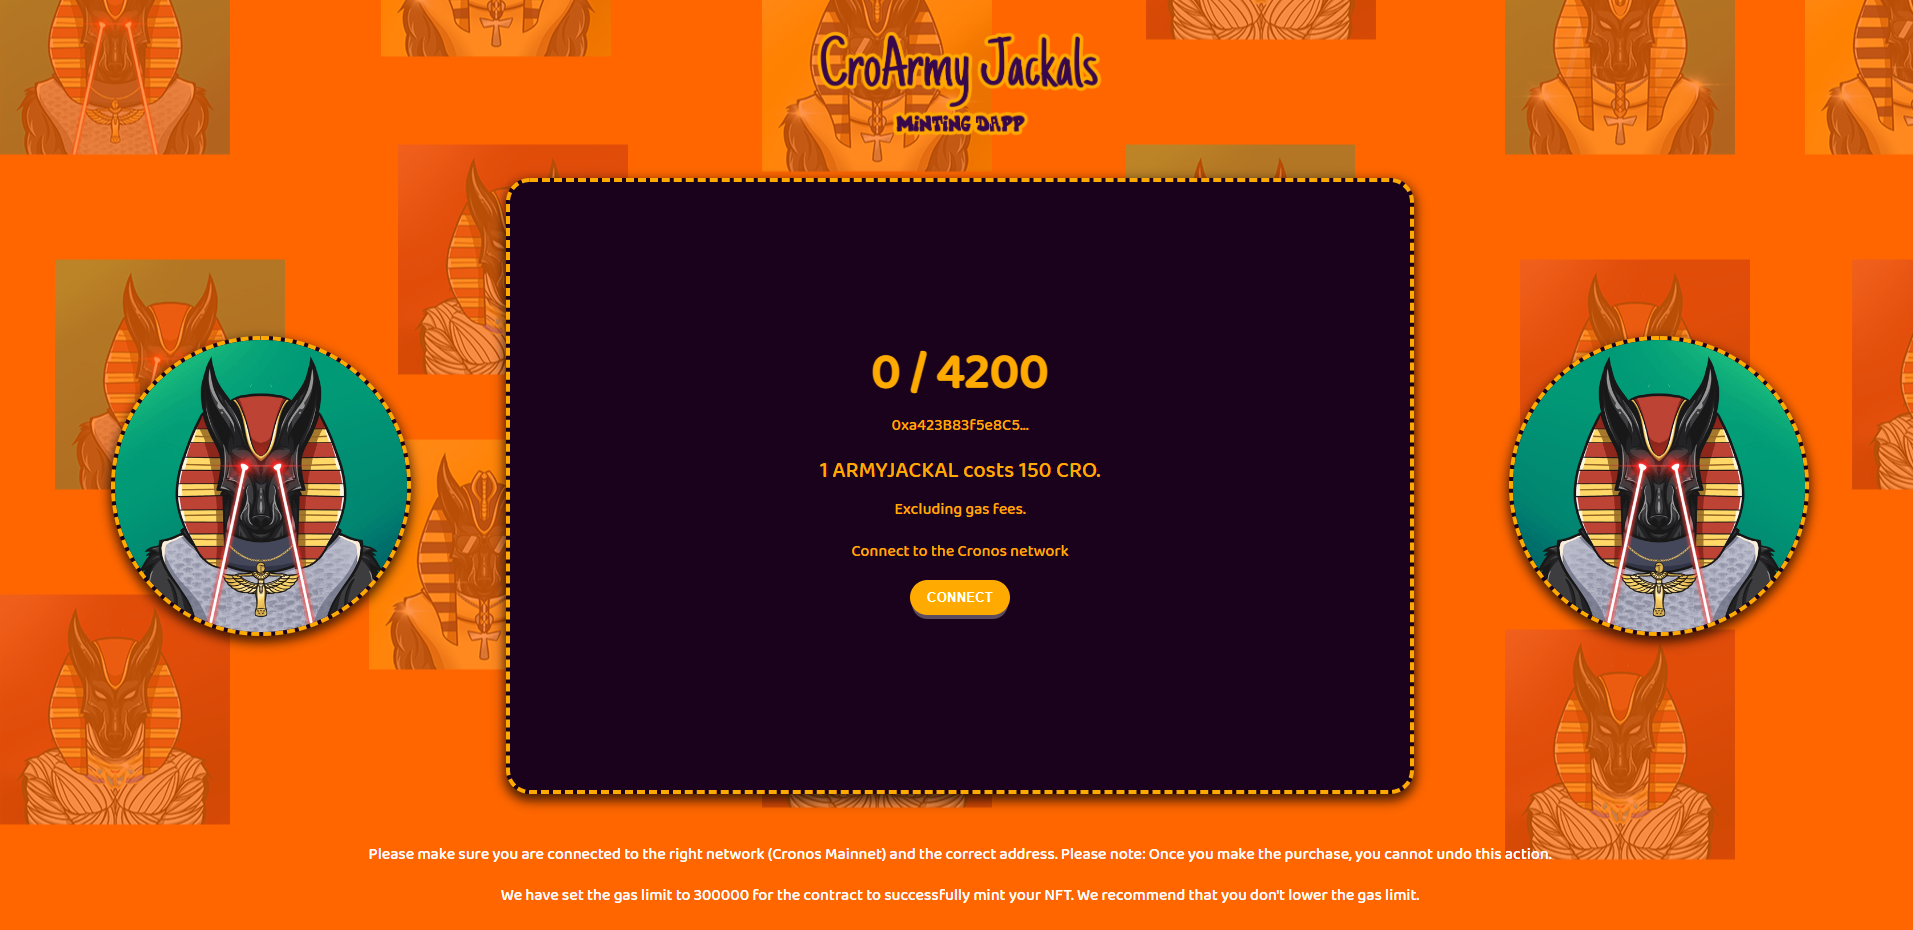 CroArmy Jackals
MiNTiNG DAPP
0 / 4200
0xa423B83f5e8C5...
1 ARMYJACKAL costs 150 CRO.
Excluding gas fees.
Connect to the Cronos network
CONNECT
Please make sure you are connected to the right network (Cronos Mainnet) and the correct address. Please note: Once you make the purchase, you cannot undo this action.
We have set the gas limit to 300000 for the contract to successfully mint your NFT. We recommend that you don't lower the gas limit.